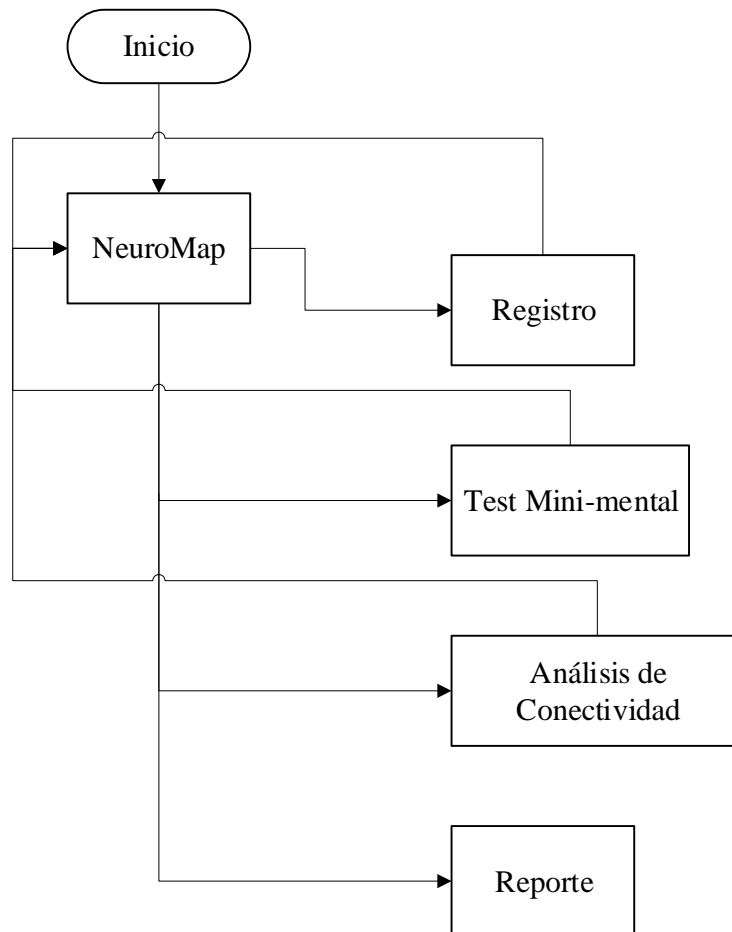 Inicio
NeuroMap
Registro
Test Mini-mental
Análisis de
Conectividad
Reporte